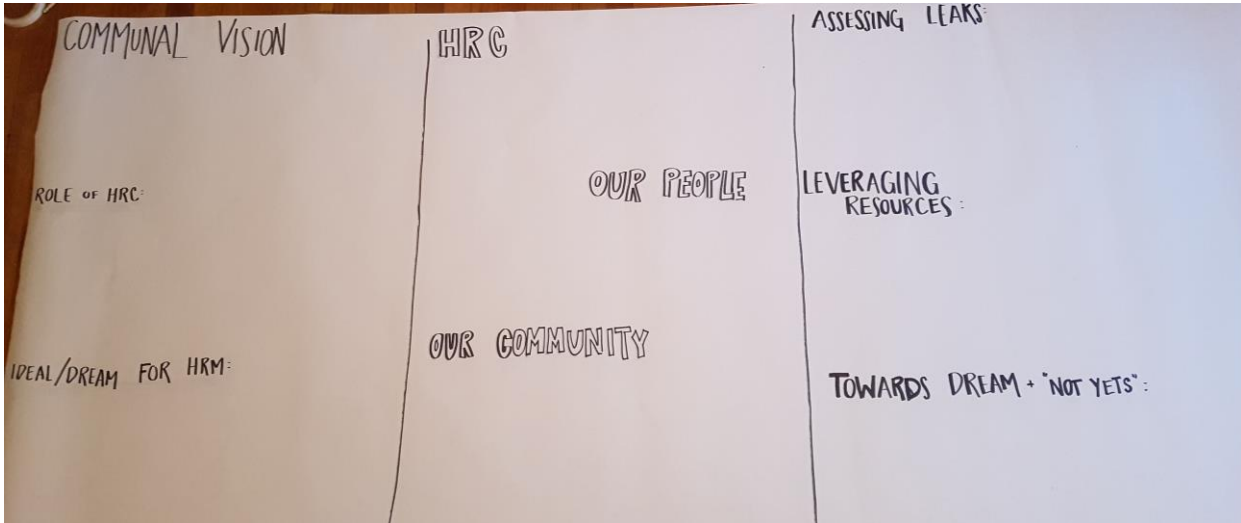 COMMUNAL VISION
ROLE OF HRC:
IDEAL/DREAM FOR HRM:
HRC
OUR PEOPLE
OUR COMMUNITY
ASSESSING LEAKS:
LEVERAGING
RESOURCES:
TOWARDS DREAM + "NOT YETS":